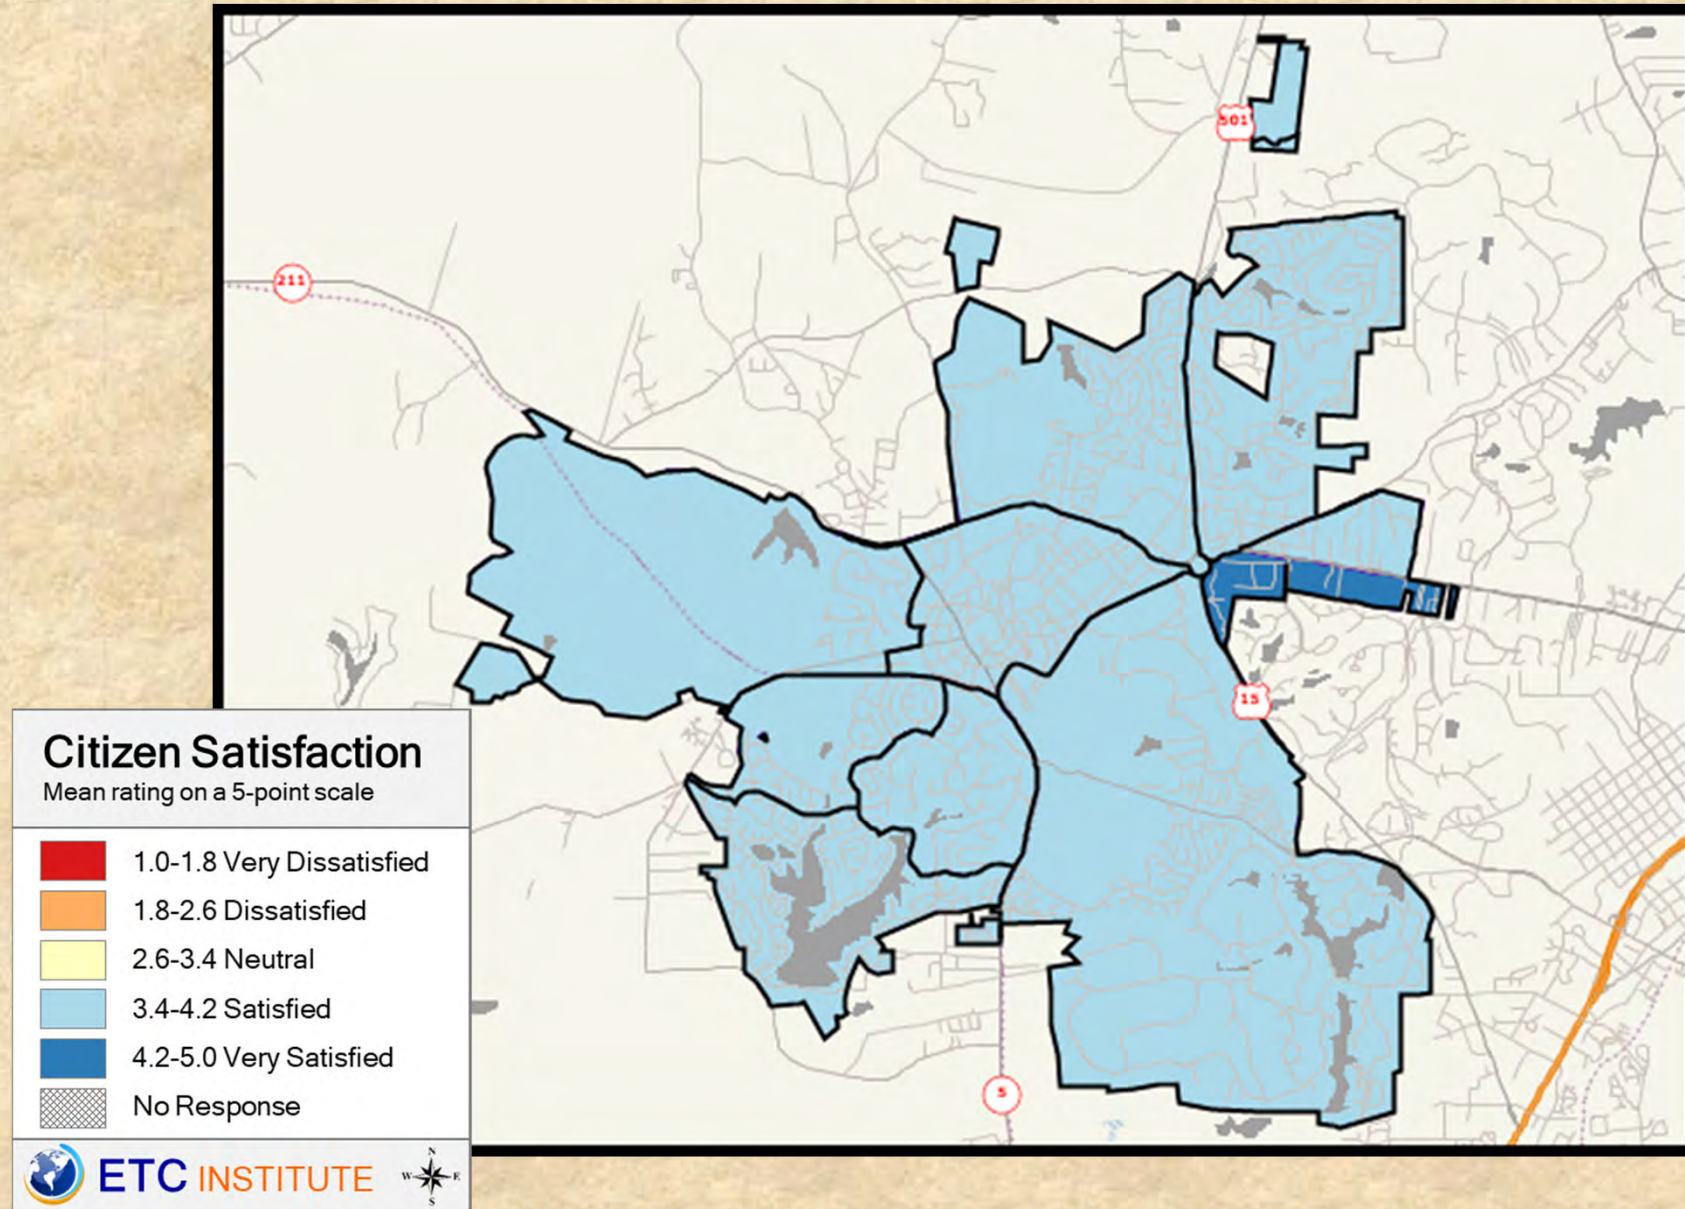 501
211
15
5
Citizen Satisfaction
Mean rating on a 5-point scale
1.0-1.8 Very Dissatisfied
1.8-2.6 Dissatisfied
2.6-3.4 Neutral
3.4-4.2 Satisfied
4.2-5.0 Very Satisfied
No Response
ETC INSTITUTE
N
W E
S